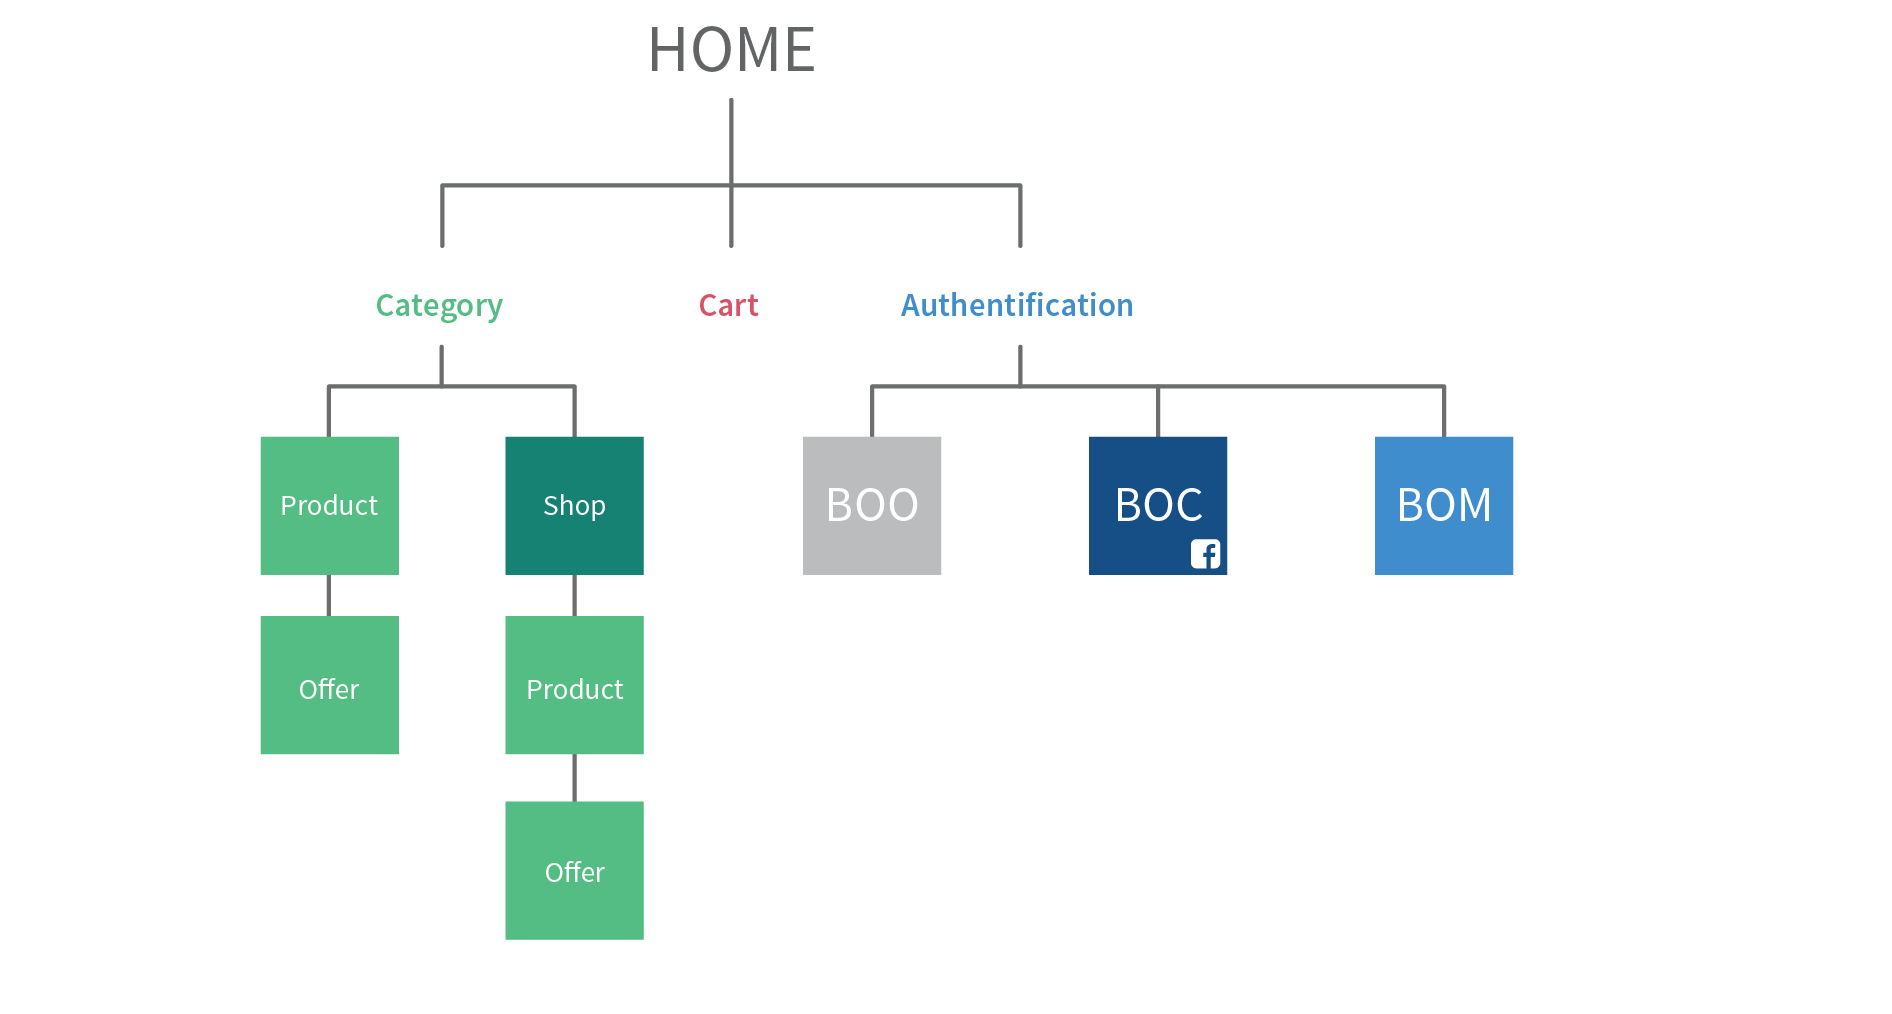 HOME
Category
Cart
Authentification
Product
Shop
BOO
BOC
BOM
Offer
Product
Offer